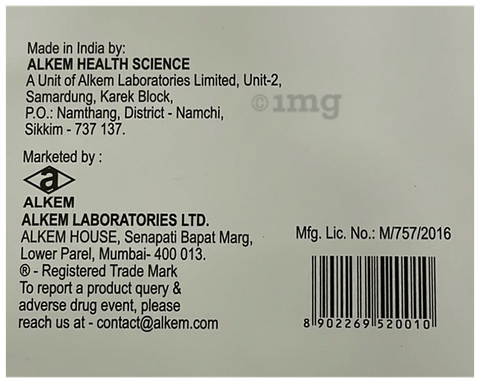 Made in India by:
ALKEM HEALTH SCIENCE
A Unit of Alkem Laboratories Limited, Unit-2,
Samardung, Karek Block,
P.O.: Namthang, District - Namchi,
Sikkim - 737 137.
1mg
Marketed by :
a
ALKEM
ALKEM LABORATORIES LTD.
ALKEM HOUSE, Senapati Bapat Marg,
Lower Parel, Mumbai- 400 013.
® - Registered Trade Mark
To report a product query &
adverse drug event, please
reach us at - contact@alkem.com
Mfg. Lic. No.: M/757/2016
8 902269 520010